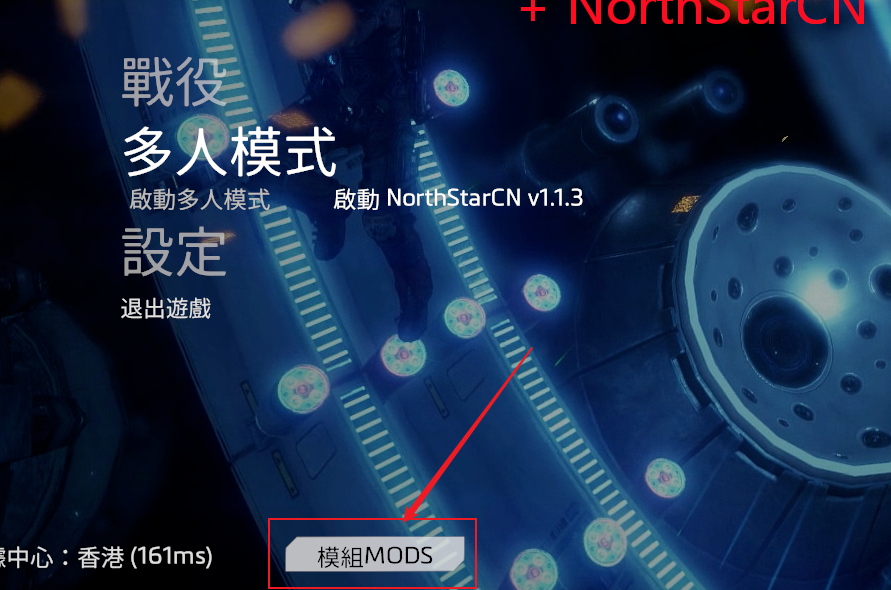 + NorthStarCN
戰役
多人模式
啟動多人模式 啟動 NorthStarCN v1.1.3
設定
退出遊戲
據中心：香港 (161ms) 模組MODS